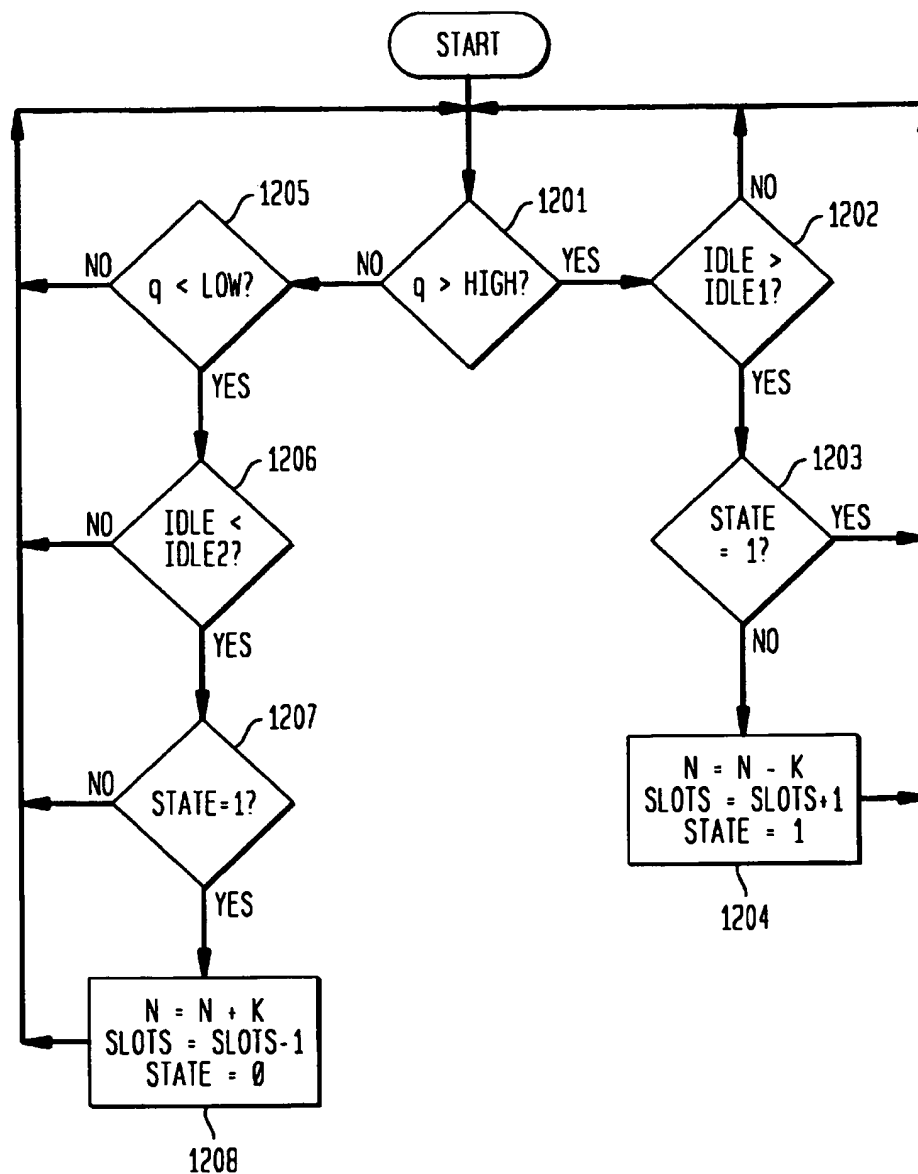 START
1205
1201
1202
NO
q < LOW?
NO
q > HIGH?
YES
NO
IDLE >
IDLE1?
YES
YES
1206
1203
NO
IDLE <
IDLE2?
STATE
= 1?
YES
YES
NO
1207
NO
STATE=1?
N = N - K
SLOTS = SLOTS+1
STATE = 1
YES
1204
N = N + K
SLOTS = SLOTS-1
STATE = 0
1208